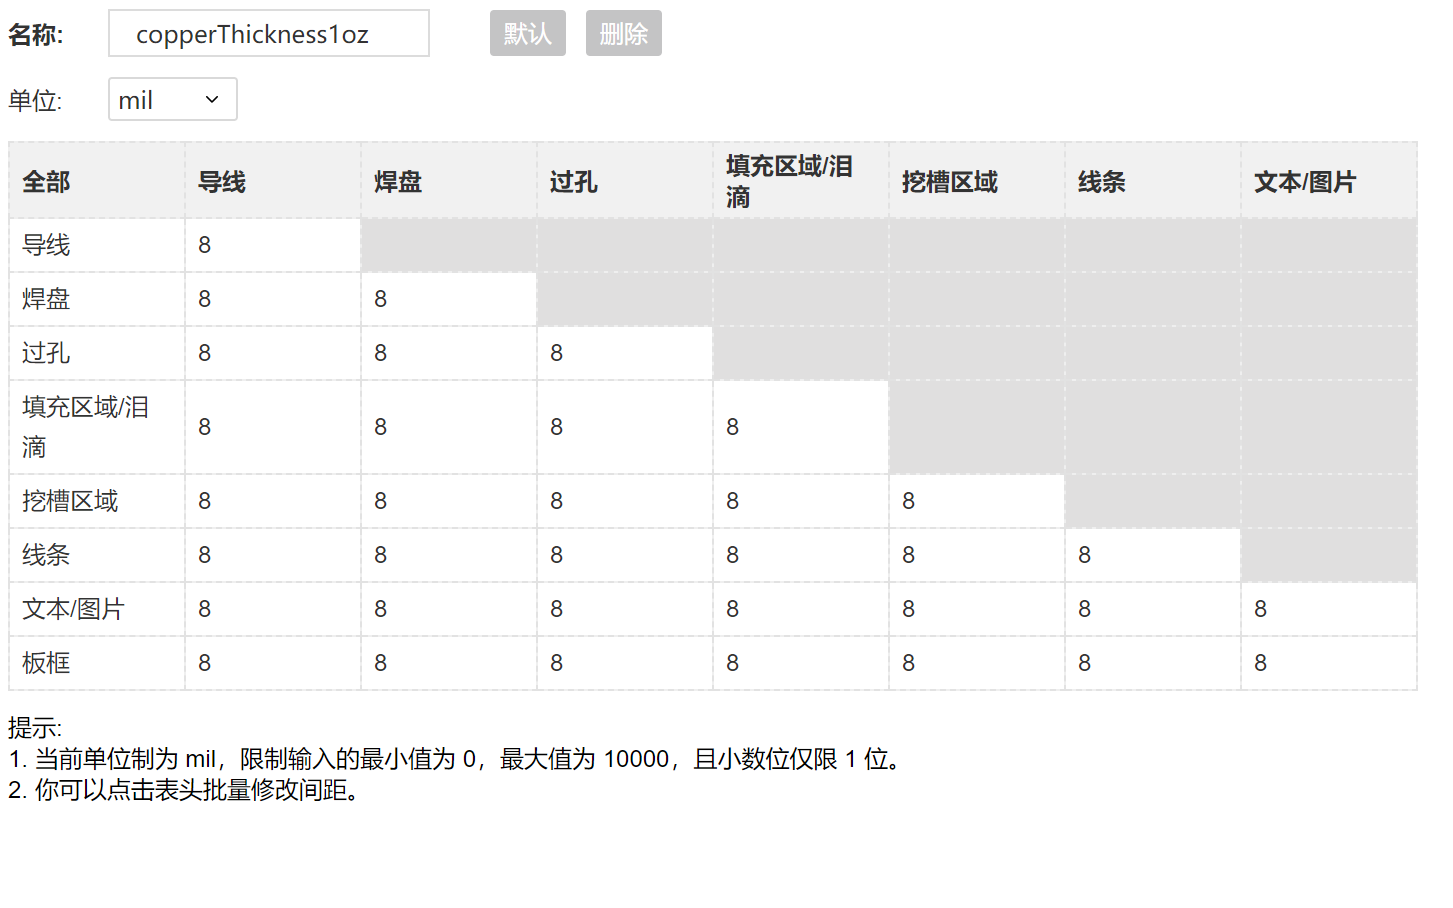 名称: copperThickness1oz 默认 删除
单位: mil
全部 导线 焊盘 过孔 填充区域/泪滴 挖槽区域 线条 文本/图片
导线 8
焊盘 8 8
过孔 8 8 8
填充区域/泪滴 8 8 8 8
挖槽区域 8 8 8 8 8
线条 8 8 8 8 8 8
文本/图片 8 8 8 8 8 8 8
板框 8 8 8 8 8 8 8
提示:
1. 当前单位制为 mil，限制输入的最小值为 0，最大值为 10000，且小数位仅限 1 位。
2. 你可以点击表头批量修改间距。